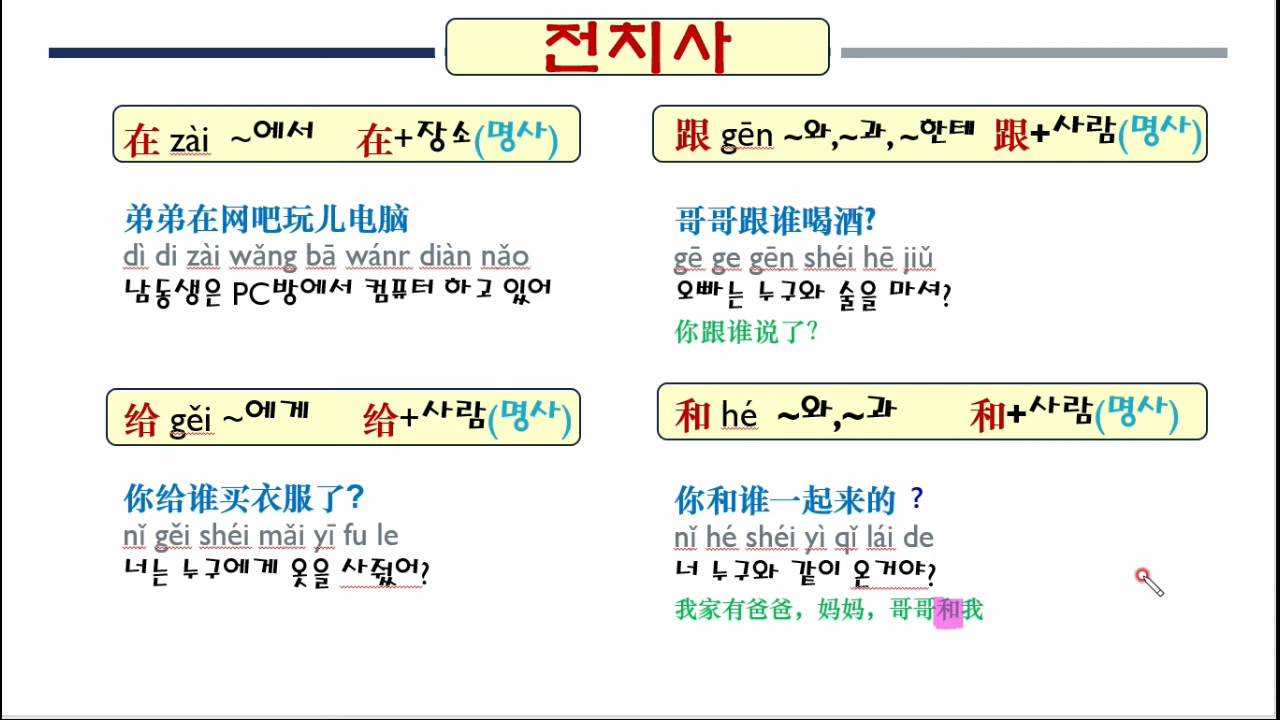 전치사
在 zài ~에서 在+장소(명사)
弟弟在网吧玩儿电脑
dì di zài wǎng bā wánr diàn nǎo
남동생은 PC방에서 컴퓨터 하고 있어
跟 gēn ~와,~과, ~한테 跟+사람(명사)
哥哥跟谁喝酒?
gē ge gēn shéi hē jiǔ
오빠는 누구와 술을 마셔?
你跟谁说了?
给 gěi ~에게 给+사람(명사)
你给谁买衣服了?
nǐ gěi shéi mǎi yī fu le
너는 누구에게 옷을 사줬어?
和 hé ~와,~과 和+사람(명사)
你和谁一起来的 ?
nǐ hé shéi yì qǐ lái de
너 누구와 같이 온거야?
我家有爸爸，妈妈，哥哥和我